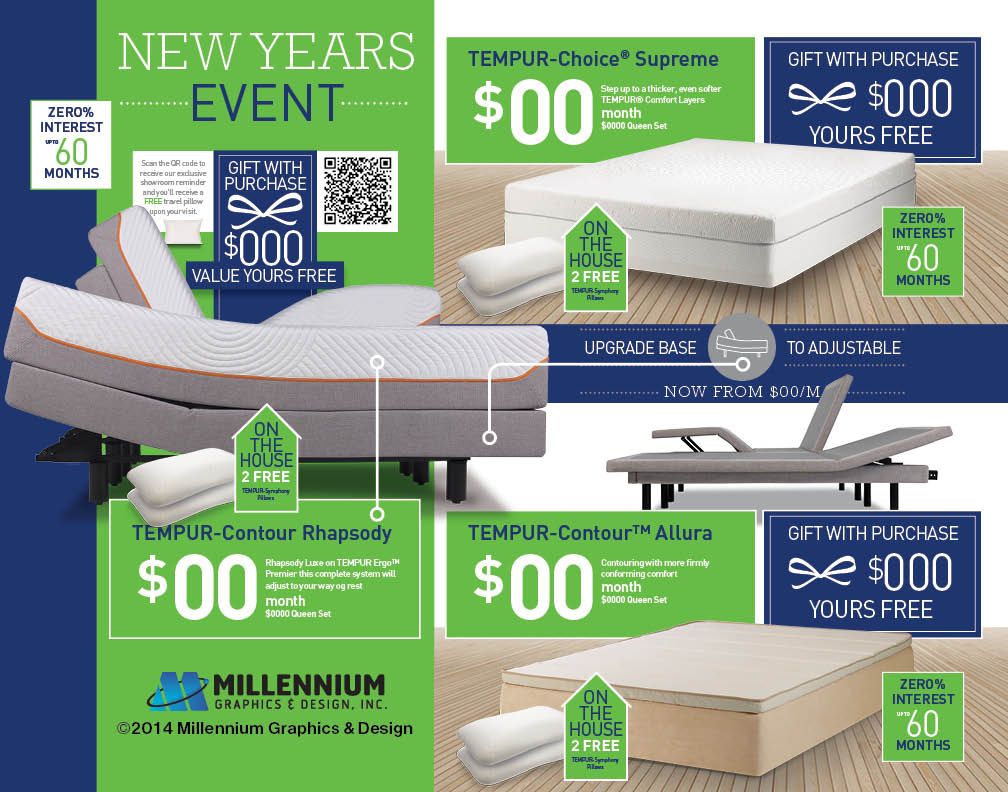 NEW YEARS
EVENT
ZERO%
INTEREST
UP TO
60
MONTHS
Scan the QR code to
receive our exclusive
showroom reminder
and you'll receive a
FREE travel pillow
upon your visit.
GIFT WITH
PURCHASE
$000
VALUE YOURS FREE
ON
THE
HOUSE
2 FREE
TEMPUR-Symphony
Pillows
TEMPUR-Contour Rhapsody
$00
Rhapsody Luxe on TEMPUR Ergo™
Premier this complete system will
adjust to your way og rest
month
$0000 Queen Set
MILLENNIUM
GRAPHICS & DESIGN, INC.
©2014 Millennium Graphics & Design
TEMPUR-Choice® Supreme
$00
Step up to a thicker, even softer
TEMPUR® Comfort Layers
month
$0000 Queen Set
GIFT WITH PURCHASE
$000
YOURS FREE
ON
THE
HOUSE
2 FREE
TEMPUR-Symphony
Pillows
ZERO%
INTEREST
UP TO
60
MONTHS
UPGRADE BASE
TO ADJUSTABLE
NOW FROM $00/M
TEMPUR-Contour™ Allura
$00
Contouring with more firmly
conforming comfort
month
$0000 Queen Set
GIFT WITH PURCHASE
$000
YOURS FREE
ON
THE
HOUSE
2 FREE
TEMPUR-Symphony
Pillows
ZERO%
INTEREST
UP TO
60
MONTHS